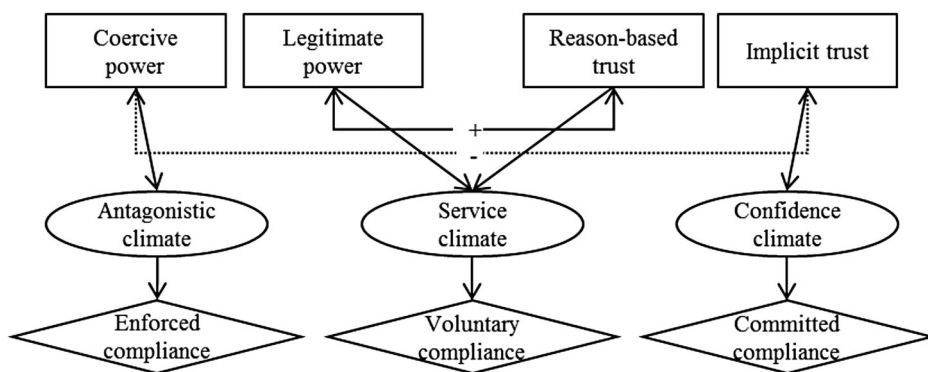 Coercive
power
Legitimate
power
Reason-based
trust
Implicit trust
+
-
Antagonistic
climate
Service
climate
Confidence
climate
Enforced
compliance
Voluntary
compliance
Committed
compliance